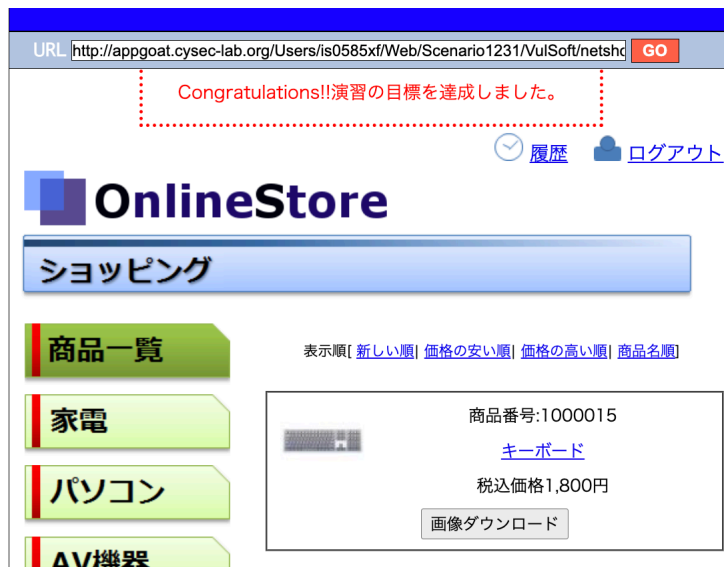 URL http://appgoat.cysec-lab.org/Users/is0585xf/Web/Scenario1231/VulSoft/netsho GO
Congratulations!!演習の目標を達成しました。
履歴 ログアウト
OnlineStore
ショッピング
商品一覧
表示順[ 新しい順| 価格の安い順| 価格の高い順| 商品名順]
家電
商品番号:1000015
キーボード
税込価格1,800円
画像ダウンロード
パソコン
AV機器